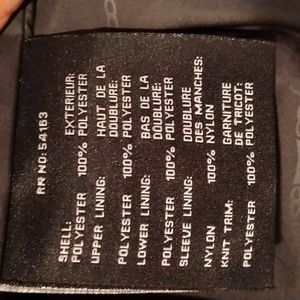 RN NO: 54163
SHELL: EXTERIEUR:
POLYESTER 100% POLYESTER
UPPER LINING: HAUT DE LA
DOUBLURE:
POLYESTER 100% POLYESTER
LOWER LINING: BAS DE LA
DOUBLURE:
POLYESTER 100% POLYESTER
SLEEVE LINING: DOUBLURE
DES MANCHES:
NYLON 100% NYLON
KNIT TRIM: GARNITURE
DE TRICOT:
POLYESTER 100% POLYESTER